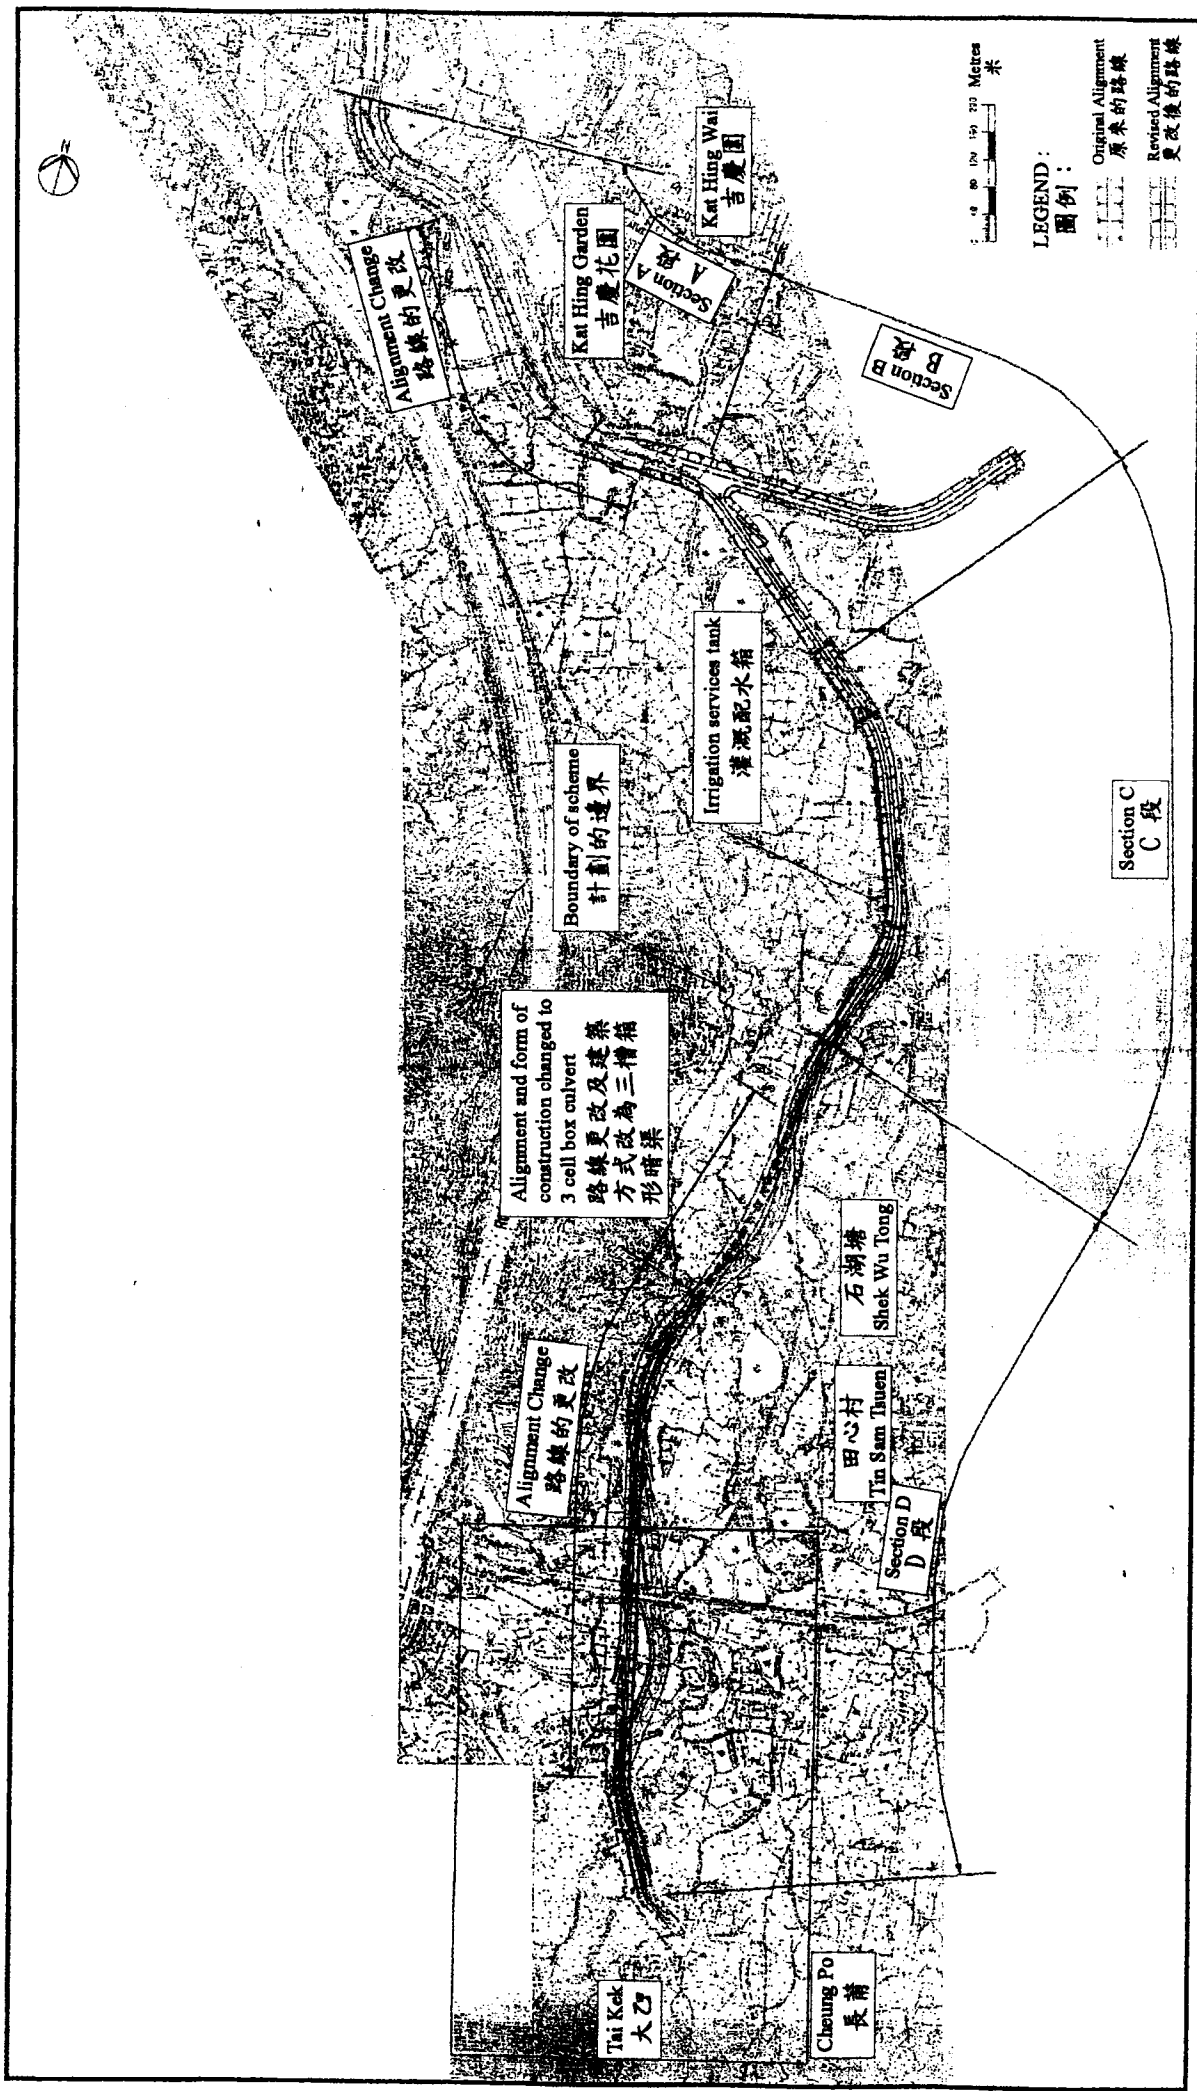 Tai Kek
大乪
Cheung Po
長莆
Alignment Change
路線的更改
Section D
D 段
田心村
Tin Sam Tsuen
石湖塘
Shek Wu Tong
Alignment and form of
construction changed to
3 cell box culvert
路線更改及建築
方式改為三槽箱
形暗渠
Boundary of scheme
計劃的邊界
Irrigation services tank
灌溉配水箱
Section C
C 段
Alignment Change
路線的更改
Kat Hing Garden
吉慶花園
Section A
A 段
Kat Hing Wai
吉慶圍
Section B
B 段
Metres
米
LEGEND :
圖例 :
Original Alignment
原來的路線
Revised Alignment
更改後的路線
N